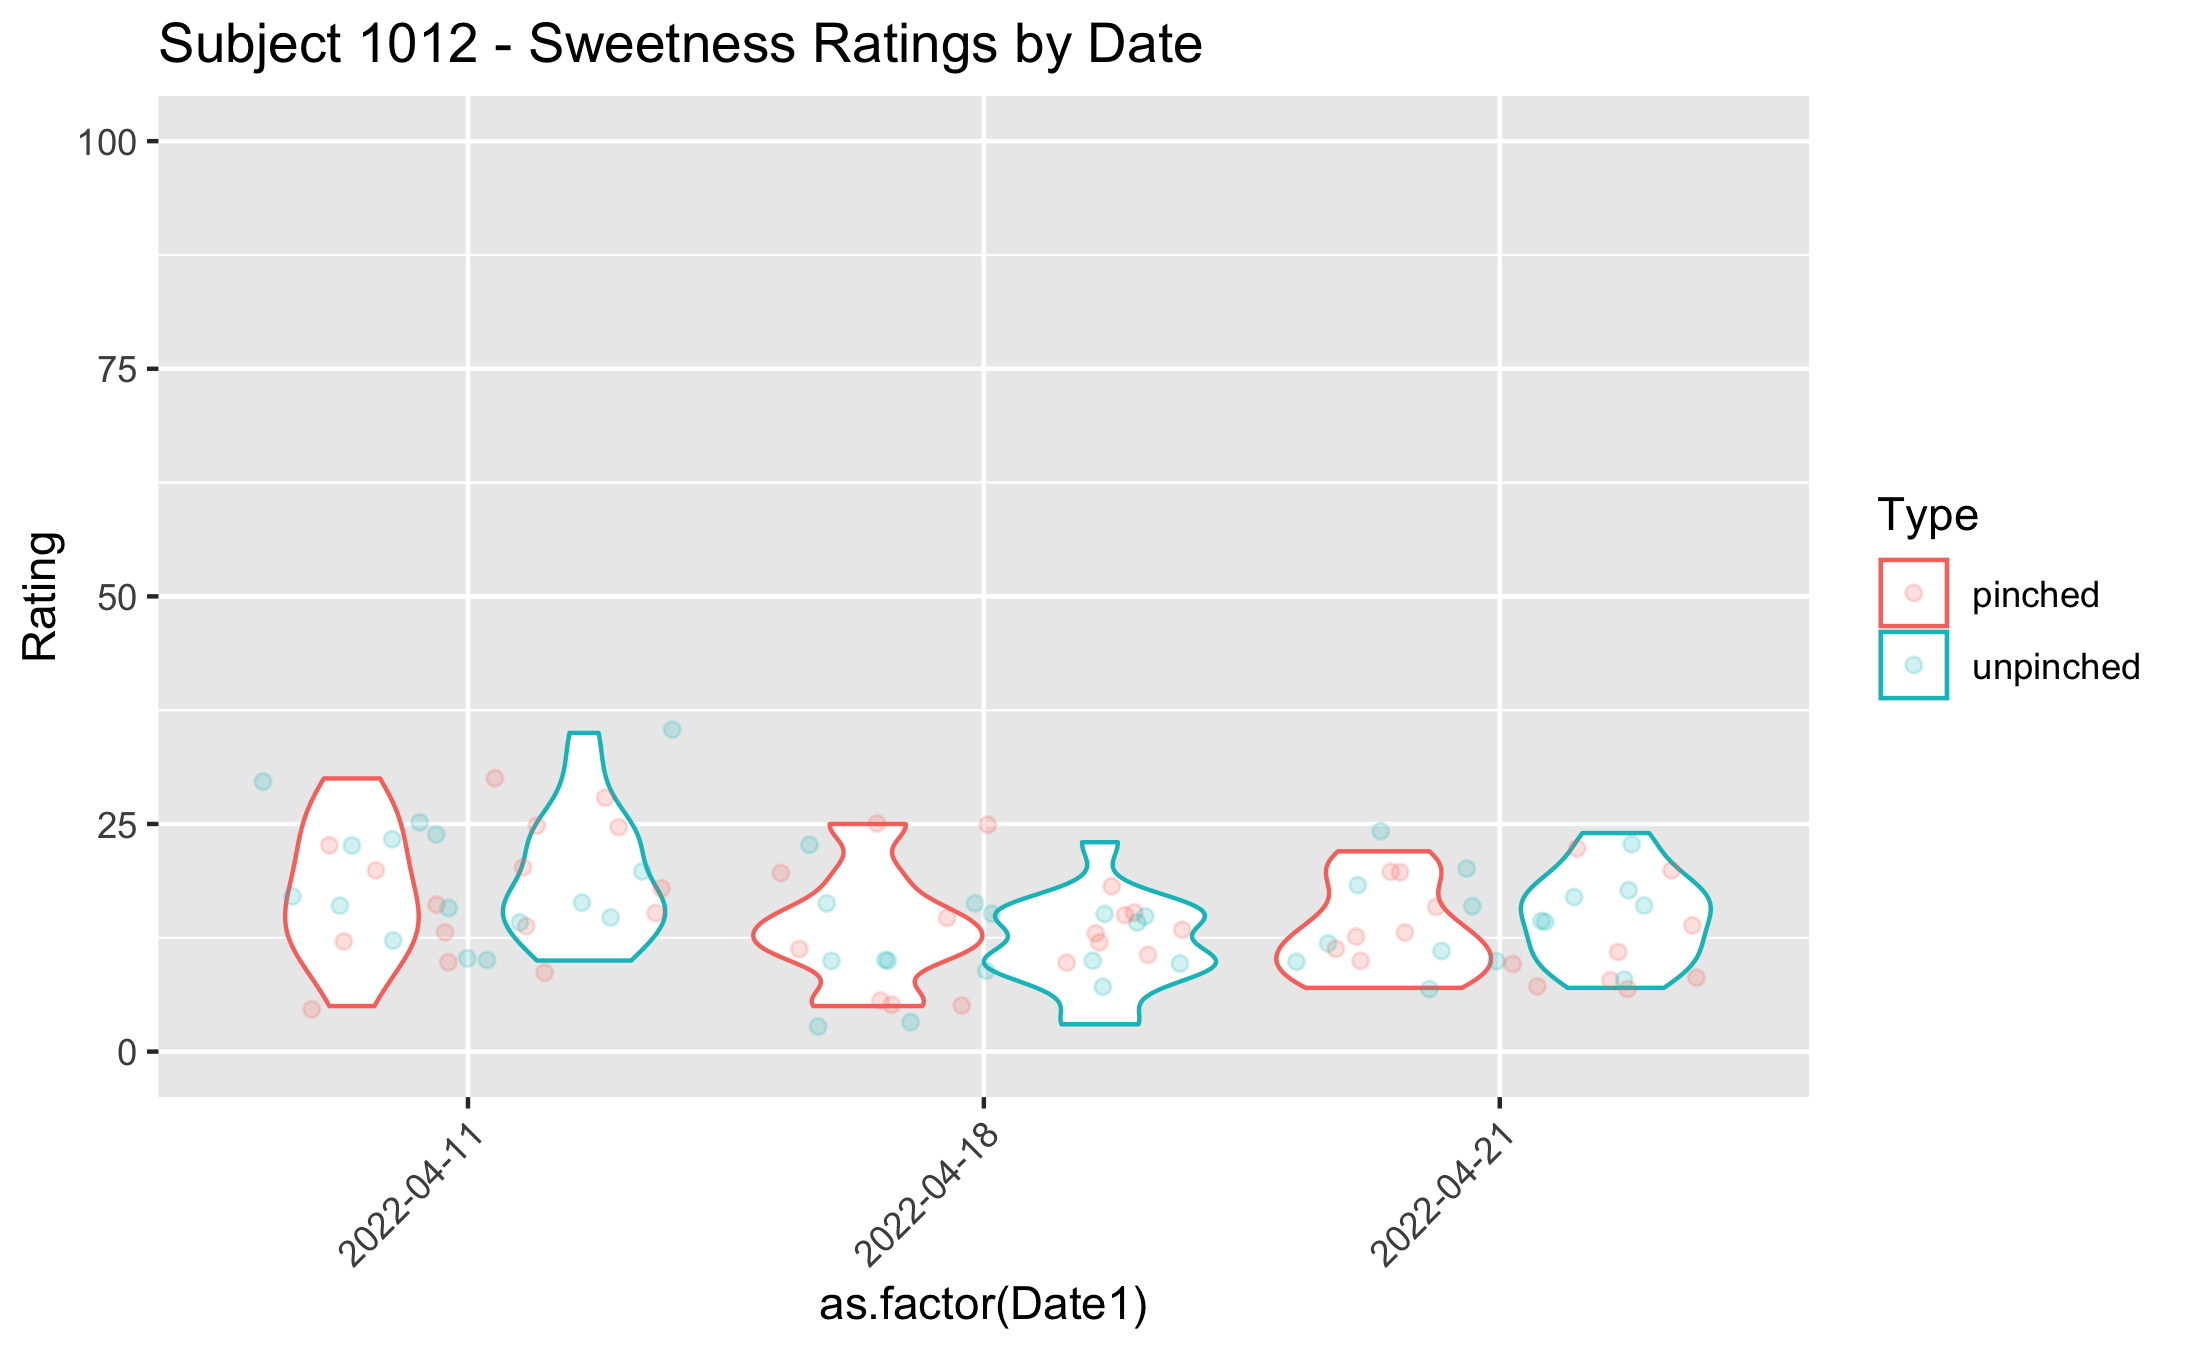 Subject 1012 - Sweetness Ratings by Date
100
75
50
25
0
Rating
2022-04-11
2022-04-18
2022-04-21
as.factor(Date1)
Type
pinched
unpinched